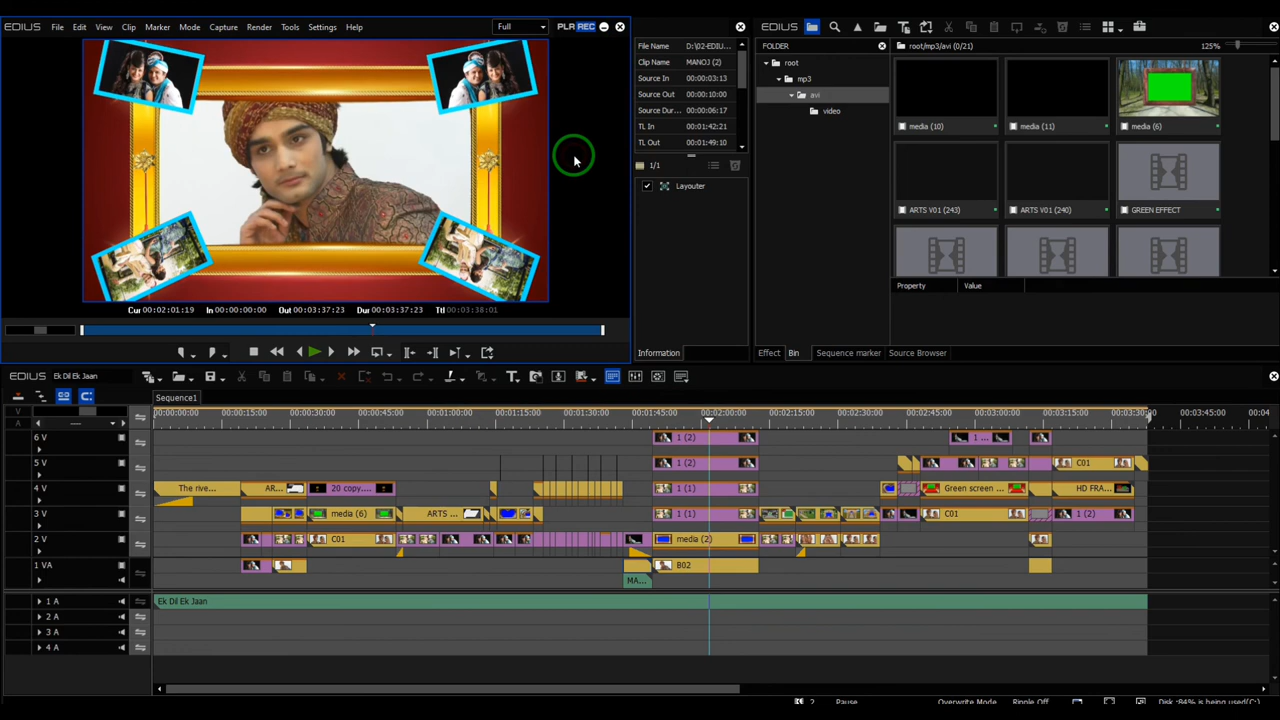 EDIUS File Edit View Clip Marker Mode Capture Render Tools Settings Help Full PLR REC
File Name D:\02-EDIU...
Clip Name MANOJ (2)
Source In 00:00:03:13
Source Out 00:00:10:00
Source Dur... 00:00:06:17
TL In 00:01:42:21
TL Out 00:01:49:10
1/1
Layouter
Information
EDIUS
FOLDER
root
mp3
avi
video
root/mp3/avi (0/21) 125%
media (10) media (11) media (6)
ARTS V01 (243) ARTS V01 (240) GREEN EFFECT
Property Value
Effect Bin Sequence marker Source Browser
Cur 00:02:01:19 In 00:00:00:00 Out 00:03:37:23 Dur 00:03:37:23 Ttl 00:03:38:01
EDIUS Ek Dil Ek Jaan
Sequence1
00:00:00:00 00:00:15:00 00:00:30:00 00:00:45:00 00:01:00:00 00:01:15:00 00:01:30:00 00:01:45:00 00:02:00:00 00:02:15:00 00:02:30:00 00:02:45:00 00:03:00:00 00:03:15:00 00:03:30:00 00:03:45:00 00:04
V
A
6 V 1 (2) 1 ...
5 V 1 (2) C01
4 V The rive... AR... 20 copy.... 1 (1) Green screen ... HD FRA...
3 V media (6) ARTS ... 1 (1) C01 1 (2)
2 V C01 media (2)
1 VA B02
MA...
1 A Ek Dil Ek Jaan
2 A
3 A
4 A
2 Pause Overwrite Mode Ripple Off Disk :84% is being used(C:)